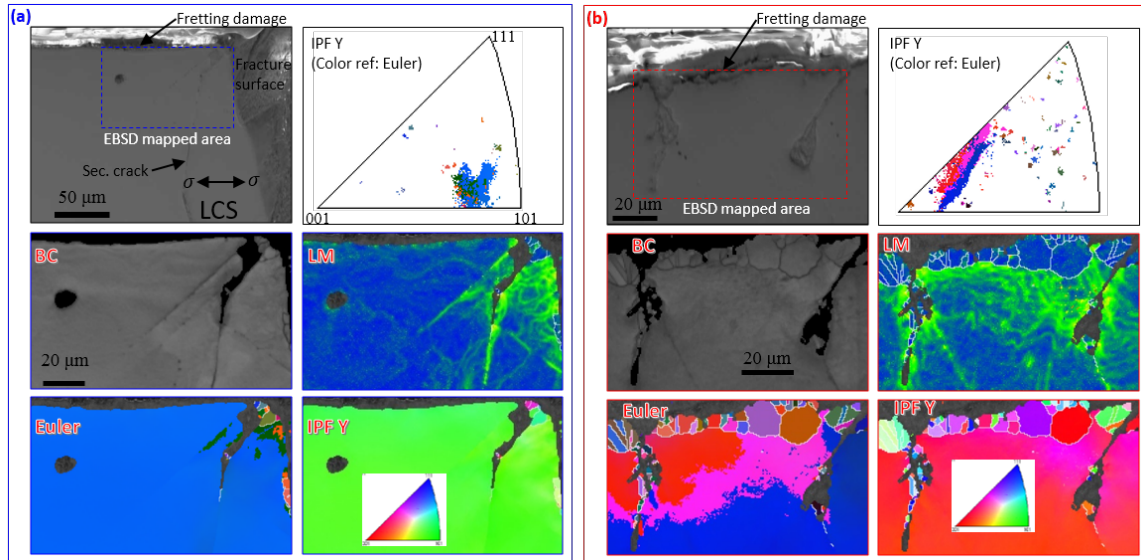 (a)
Fretting damage
Fracture
surface
EBSD mapped area
Sec. crack
σ
σ
LCS
50 μm
IPF Y
(Color ref: Euler)
111
001
101
BC
20 μm
LM
Euler
IPF Y
(b)
Fretting damage
20 μm
EBSD mapped area
IPF Y
(Color ref: Euler)
BC
20 μm
LM
Euler
IPF Y